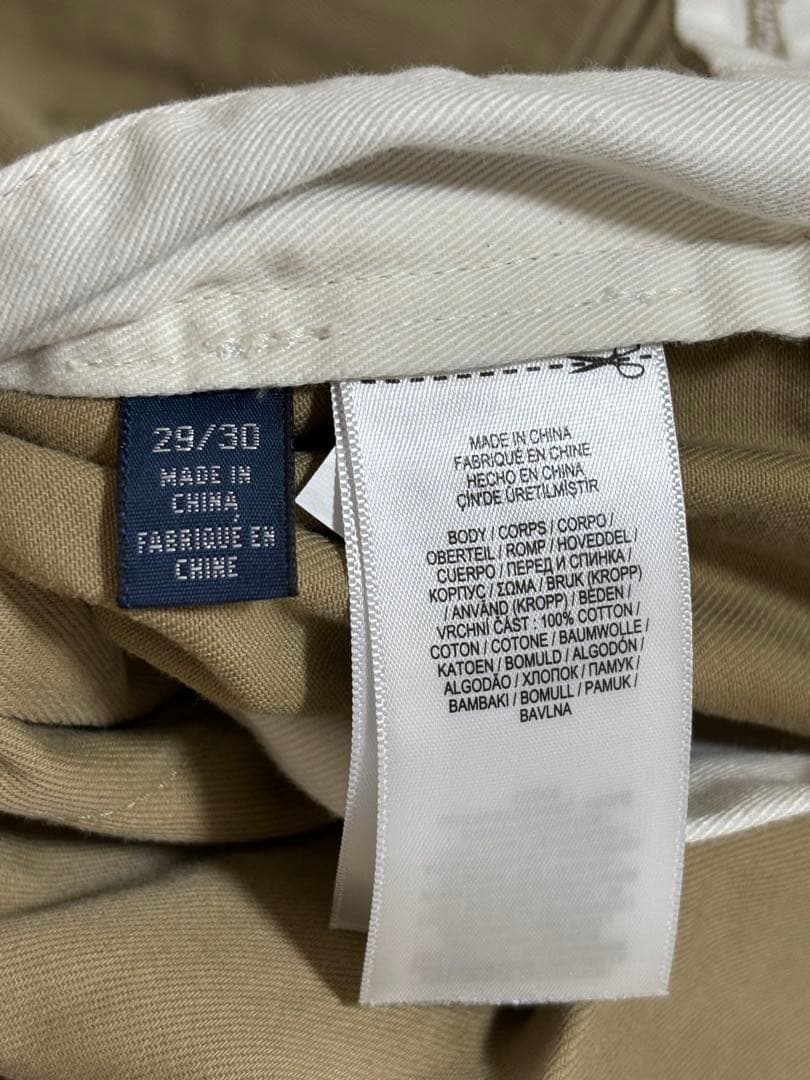 29/30
MADE IN
CHINA
FABRIQUÉ EN
CHINE
MADE IN CHINA
FABRIQUÉ EN CHINE
HECHO EN CHINA
ÇİN'DE ÜRETİLMİŞTİR
BODY / CORPS / CORPO /
OBERTEIL / ROMP / HOVEDDEL /
CUERPO / ПЕРЕД И СПИНКА /
КОРПУС / ΣΩΜΑ / BRUK (KROPP)
/ ANVÄND (KROPP) / BEDEN /
VRCHNÍ ČÁST : 100% COTTON /
COTON / COTONE / BAUMWOLLE /
KATOEN / BOMULD / ALGODÓN /
ALGODÃO / ХЛОПОК / ПАМУК /
BAMBAKI / BOMULL / PAMUK /
BAVLNA